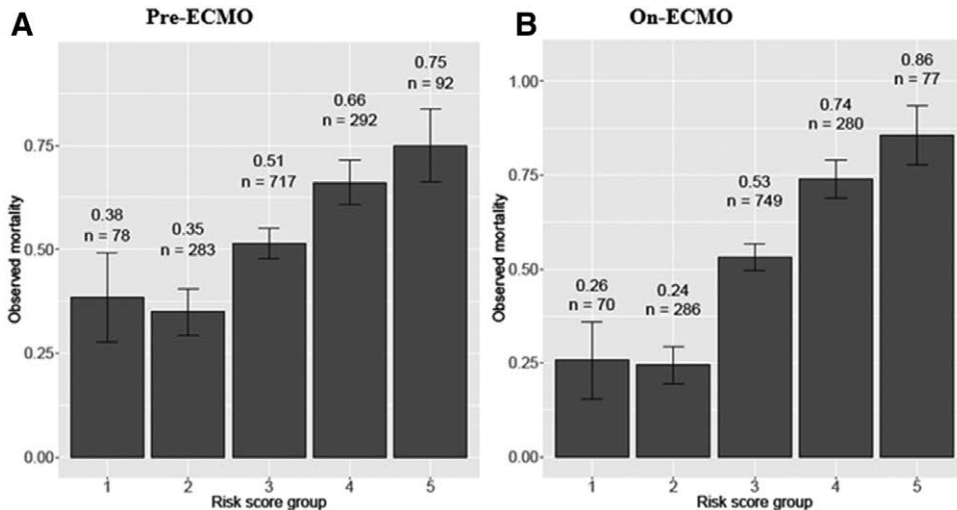 A
Pre-ECMO
Observed mortality
0.75
0.50
0.25
0.00
0.38
n = 78
0.35
n = 283
0.51
n = 717
0.66
n = 292
0.75
n = 92
1 2 3 4 5
Risk score group
B
On-ECMO
Observed mortality
1.00
0.75
0.50
0.25
0.00
0.26
n = 70
0.24
n = 286
0.53
n = 749
0.74
n = 280
0.86
n = 77
1 2 3 4 5
Risk score group